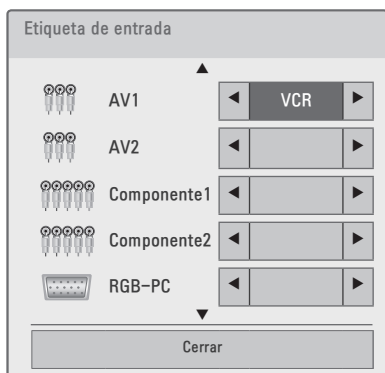 Etiqueta de entrada
AV1 VCR
AV2
Componente1
Componente2
RGB-PC
Cerrar